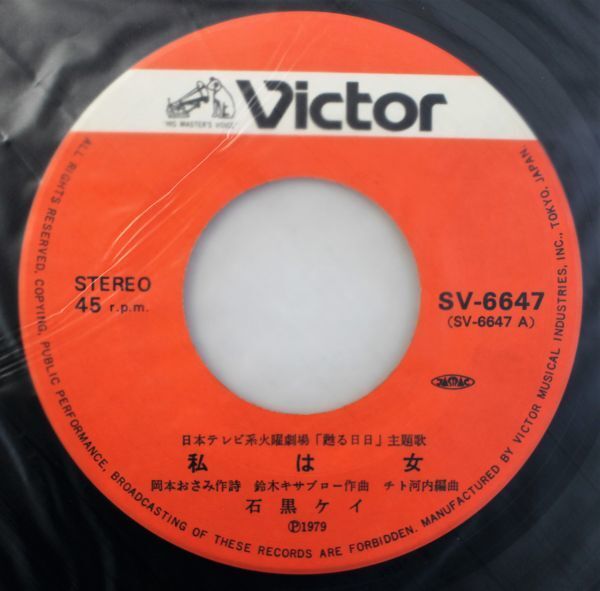 Victor
"HIS MASTER'S VOICE"
STEREO
45 r.p.m.
SV-6647
(SV-6647 A)
JASRAC
日本テレビ系火曜劇場「甦る日日」主題歌
私は女
岡本おさみ作詩 鈴木キサブロー作曲 チト河内編曲
石黒ケイ
Ⓟ1979
ALL RIGHTS RESERVED, COPYING, PUBLIC PERFORMANCE, BROADCASTING OF THESE RECORDS ARE FORBIDDEN. MANUFACTURED BY VICTOR MUSICAL INDUSTRIES, INC., TOKYO, JAPAN.